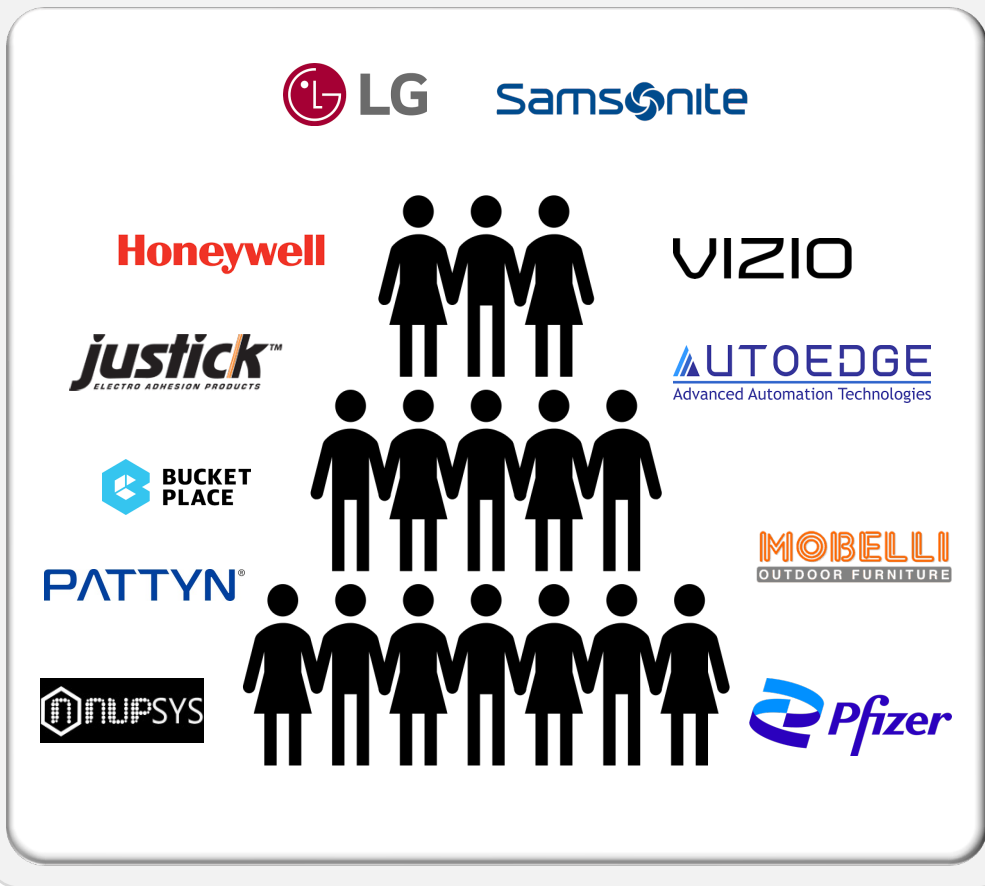 LG
Samsonite
Honeywell
VIZIO
justick™
ELECTRO ADHESION PRODUCTS
AUTOEDGE
Advanced Automation Technologies
BUCKET
PLACE
MOBELLI
OUTDOOR FURNITURE
PATTYN®
n nUPSYS
Pfizer